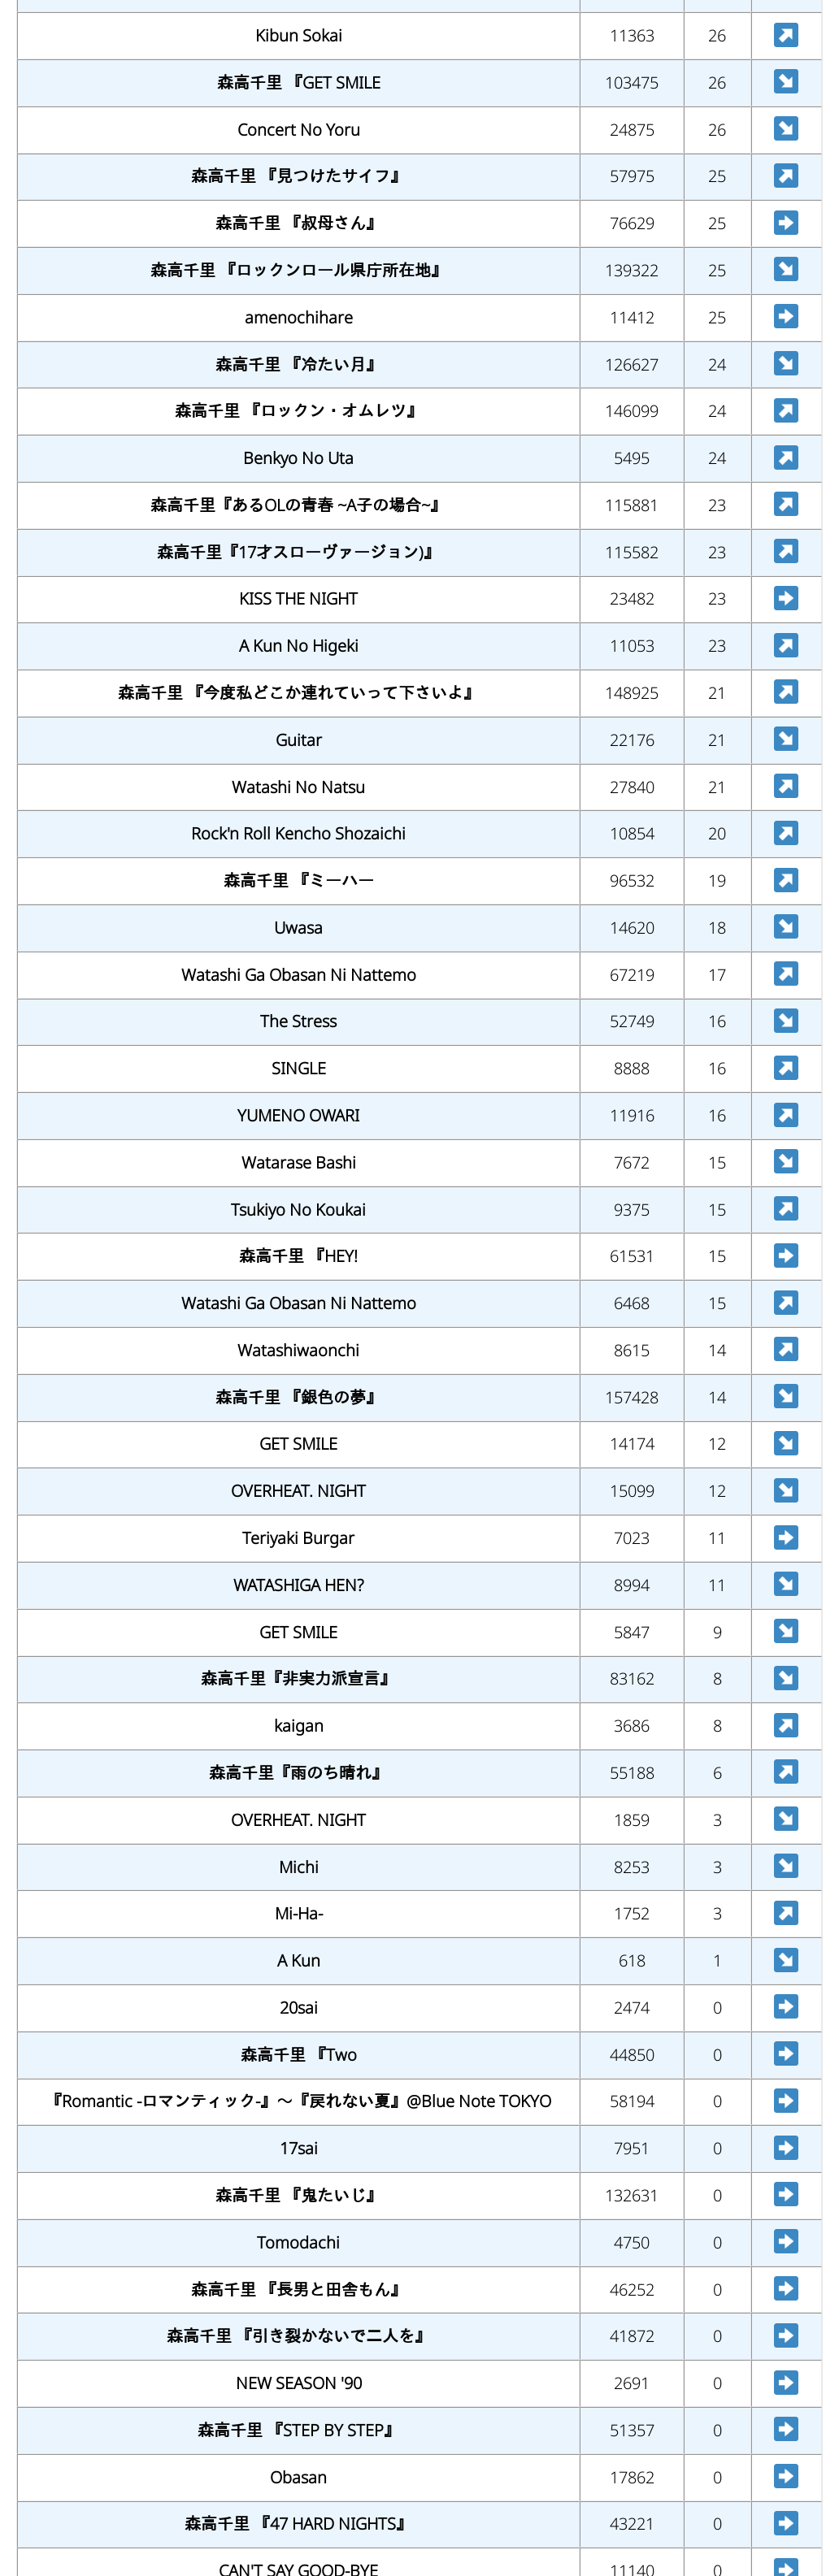 Kibun Sokai 11363 26
森高千里 『GET SMILE 103475 26
Concert No Yoru 24875 26
森高千里 『見つけたサイフ』 57975 25
森高千里 『叔母さん』 76629 25
森高千里 『ロックンロール県庁所在地』 139322 25
amenochihare 11412 25
森高千里 『冷たい月』 126627 24
森高千里 『ロックン・オムレツ』 146099 24
Benkyo No Uta 5495 24
森高千里『あるOLの青春 ~A子の場合~』 115881 23
森高千里『17才スローヴァージョン)』 115582 23
KISS THE NIGHT 23482 23
A Kun No Higeki 11053 23
森高千里 『今度私どこか連れていって下さいよ』 148925 21
Guitar 22176 21
Watashi No Natsu 27840 21
Rock'n Roll Kencho Shozaichi 10854 20
森高千里 『ミーハー 96532 19
Uwasa 14620 18
Watashi Ga Obasan Ni Nattemo 67219 17
The Stress 52749 16
SINGLE 8888 16
YUMENO OWARI 11916 16
Watarase Bashi 7672 15
Tsukiyo No Koukai 9375 15
森高千里 『HEY! 61531 15
Watashi Ga Obasan Ni Nattemo 6468 15
Watashiwaonchi 8615 14
森高千里 『銀色の夢』 157428 14
GET SMILE 14174 12
OVERHEAT. NIGHT 15099 12
Teriyaki Burgar 7023 11
WATASHIGA HEN? 8994 11
GET SMILE 5847 9
森高千里『非実力派宣言』 83162 8
kaigan 3686 8
森高千里『雨のち晴れ』 55188 6
OVERHEAT. NIGHT 1859 3
Michi 8253 3
Mi-Ha- 1752 3
A Kun 618 1
20sai 2474 0
森高千里 『Two 44850 0
『Romantic -ロマンティック-』～『戻れない夏』@Blue Note TOKYO 58194 0
17sai 7951 0
森高千里 『鬼たいじ』 132631 0
Tomodachi 4750 0
森高千里 『長男と田舎もん』 46252 0
森高千里 『引き裂かないで二人を』 41872 0
NEW SEASON '90 2691 0
森高千里 『STEP BY STEP』 51357 0
Obasan 17862 0
森高千里 『47 HARD NIGHTS』 43221 0
CAN'T SAY GOOD-BYE 11140 0